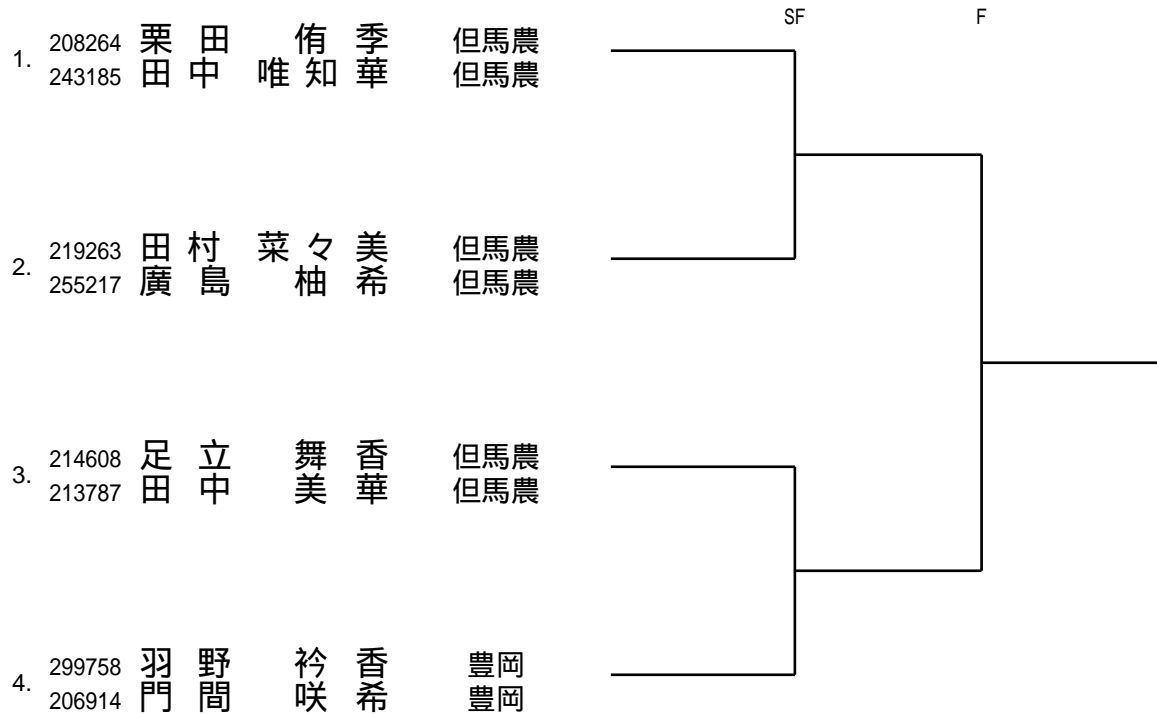 SF F
1. 208264 栗田 侑季 但馬農
243185 田中 唯知華 但馬農
2. 219263 田村 菜々美 但馬農
255217 廣島 柚希 但馬農
3. 214608 足立 舞香 但馬農
213787 田中 美華 但馬農
4. 299758 羽野 衿香 豊岡
206914 門間 咲希 豊岡